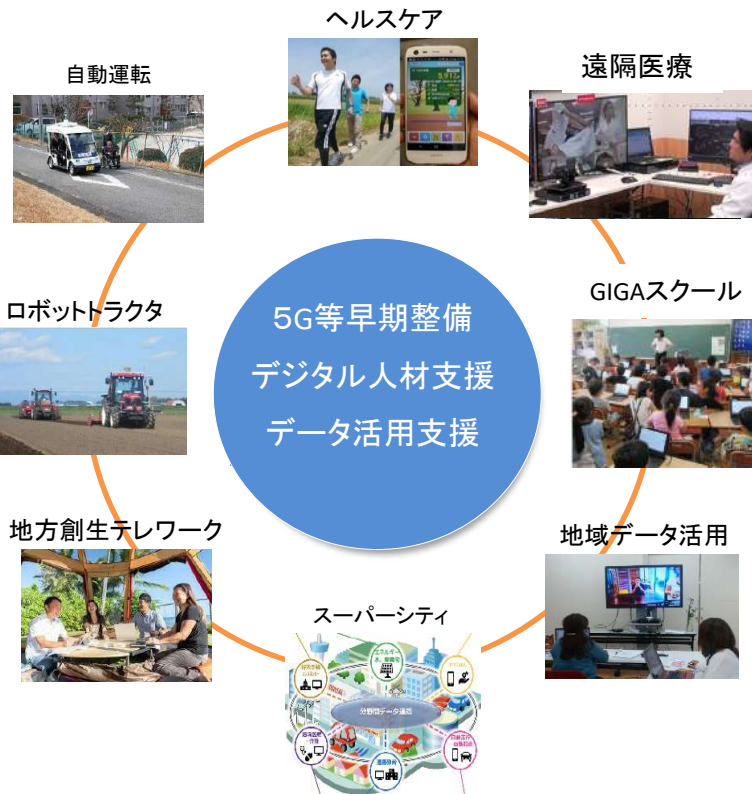 ヘルスケア
自動運転
遠隔医療
5,917
ロボットトラクタ
5G等早期整備
デジタル人材支援
データ活用支援
GIGAスクール
地方創生テレワーク
地域データ活用
スーパーシティ
分野間データ連携